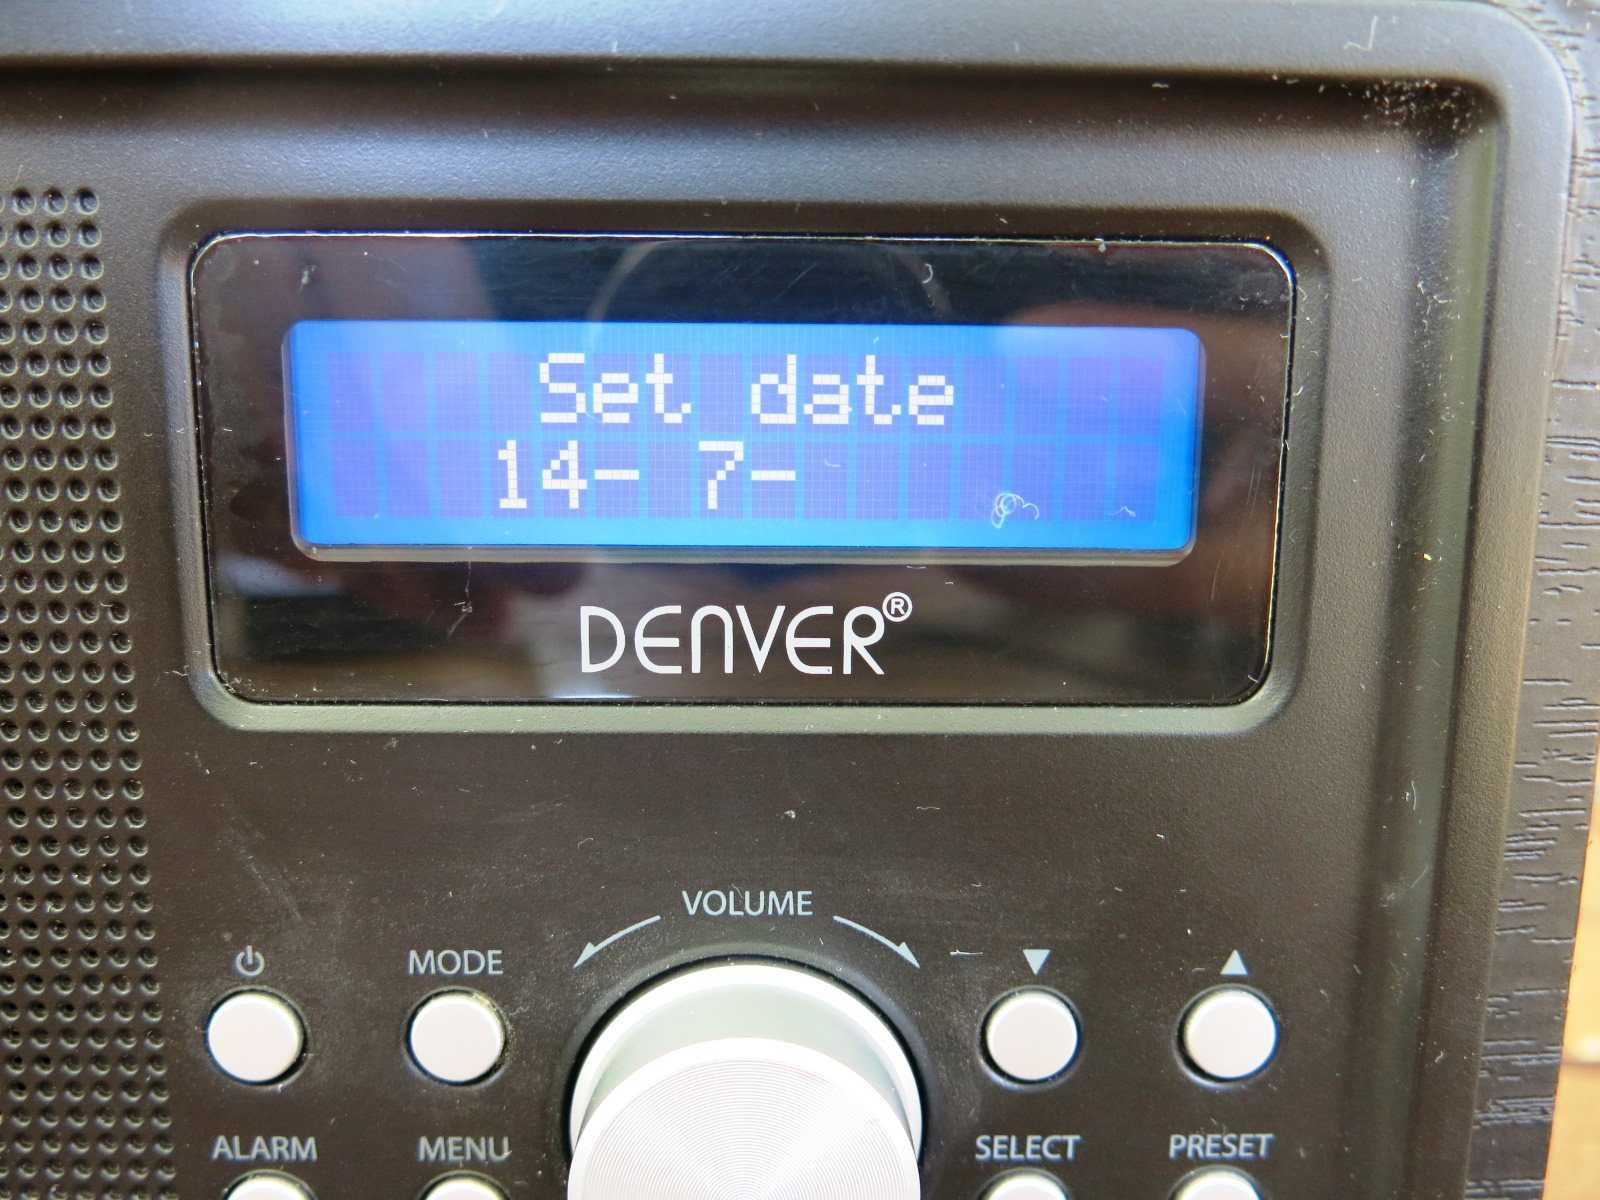 Set date
14- 7-
DENVER®
VOLUME
MODE
ALARM
MENU
SELECT
PRESET